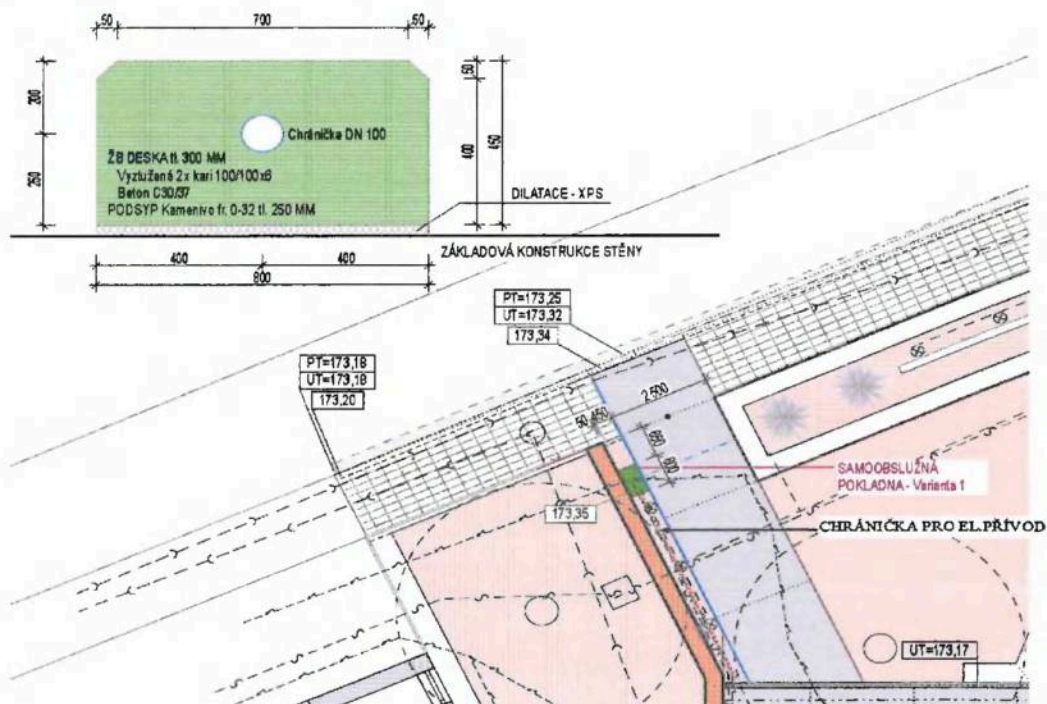 50 700 50
200
250
50
400
450
Chránička DN 100
ŽB DESKA tl. 300 MM
Vyztužená 2x kari 100/100x6
Beton C30/37
PODSYP Kamenivo fr. 0-32 tl. 250 MM
DILATACE - XPS
ZÁKLADOVÁ KONSTRUKCE STĚNY
400 400
800
PT=173,25
UT=173,32
173,34
PT=173,18
UT=173,18
173,20
2.500
50 450
800
173,35
SAMOOBSLUŽNÁ
POKLADNA - Varianta 1
CHRÁNIČKA PRO EL.PŘÍVOD
UT=173,17